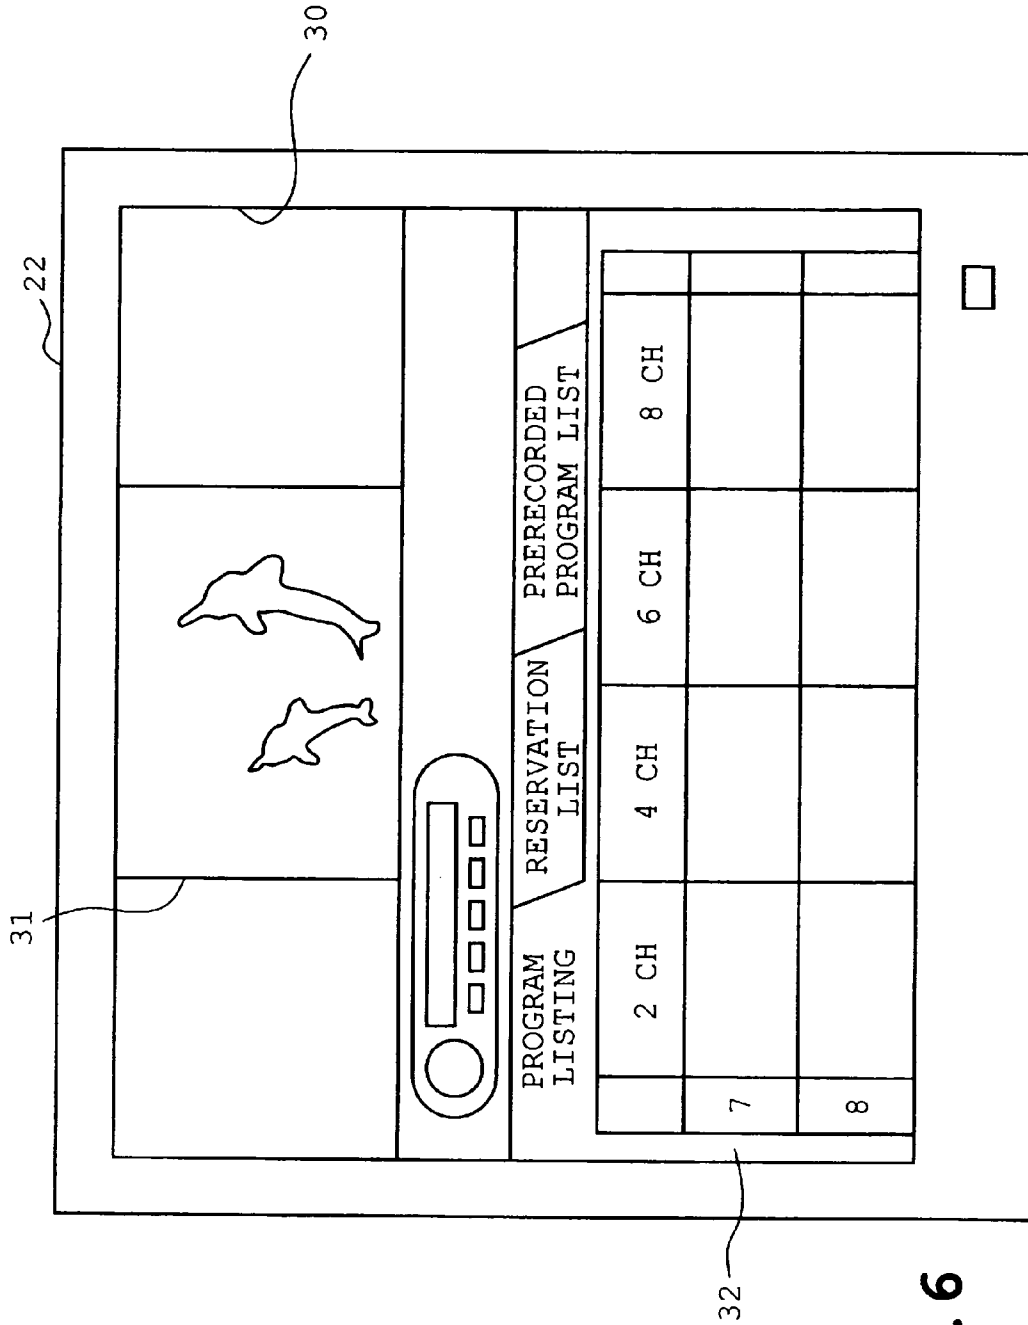 22
30
31
PROGRAM
LISTING
RESERVATION
LIST
PRERECORDED
PROGRAM LIST
2 CH
4 CH
6 CH
8 CH
7
8
32
. 6